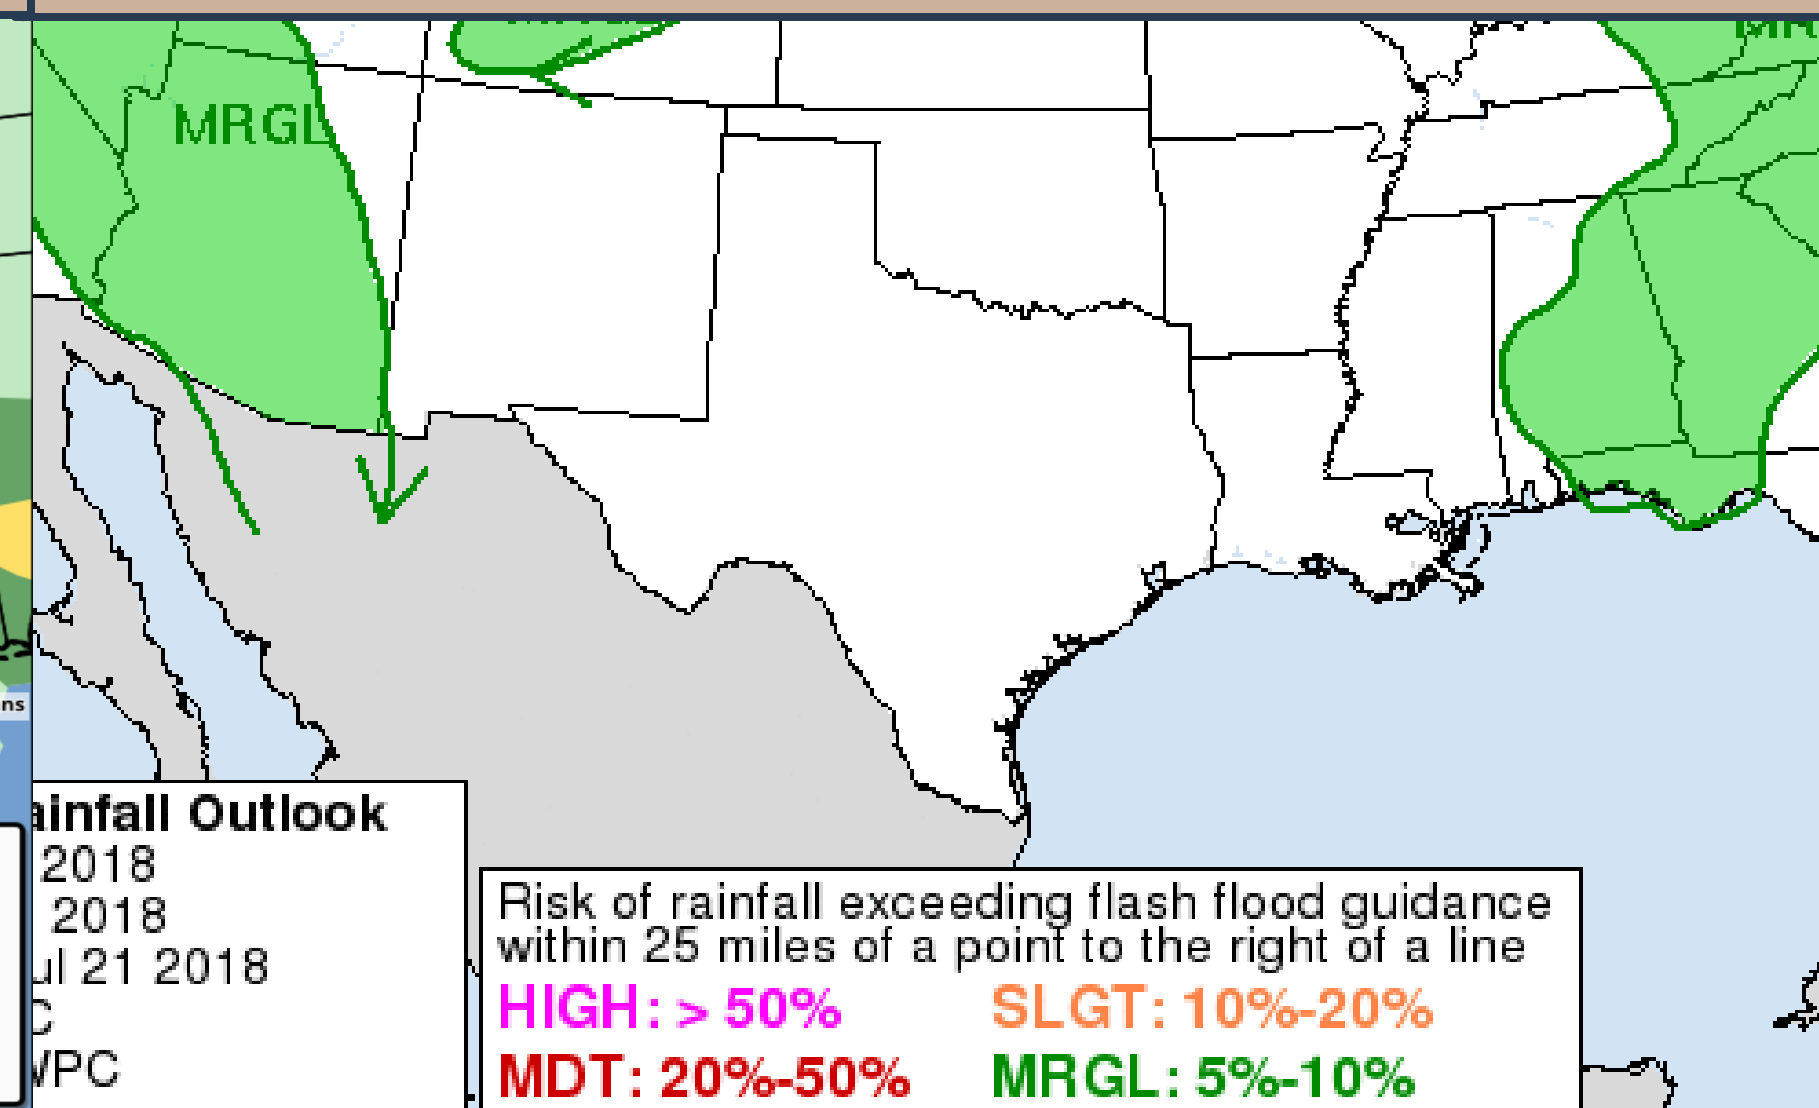 MRGL
ns
ainfall Outlook
2018
2018
ul 21 2018
C
WPC
Risk of rainfall exceeding flash flood guidance
within 25 miles of a point to the right of a line
HIGH: > 50%
SLGT: 10%-20%
MDT: 20%-50%
MRGL: 5%-10%